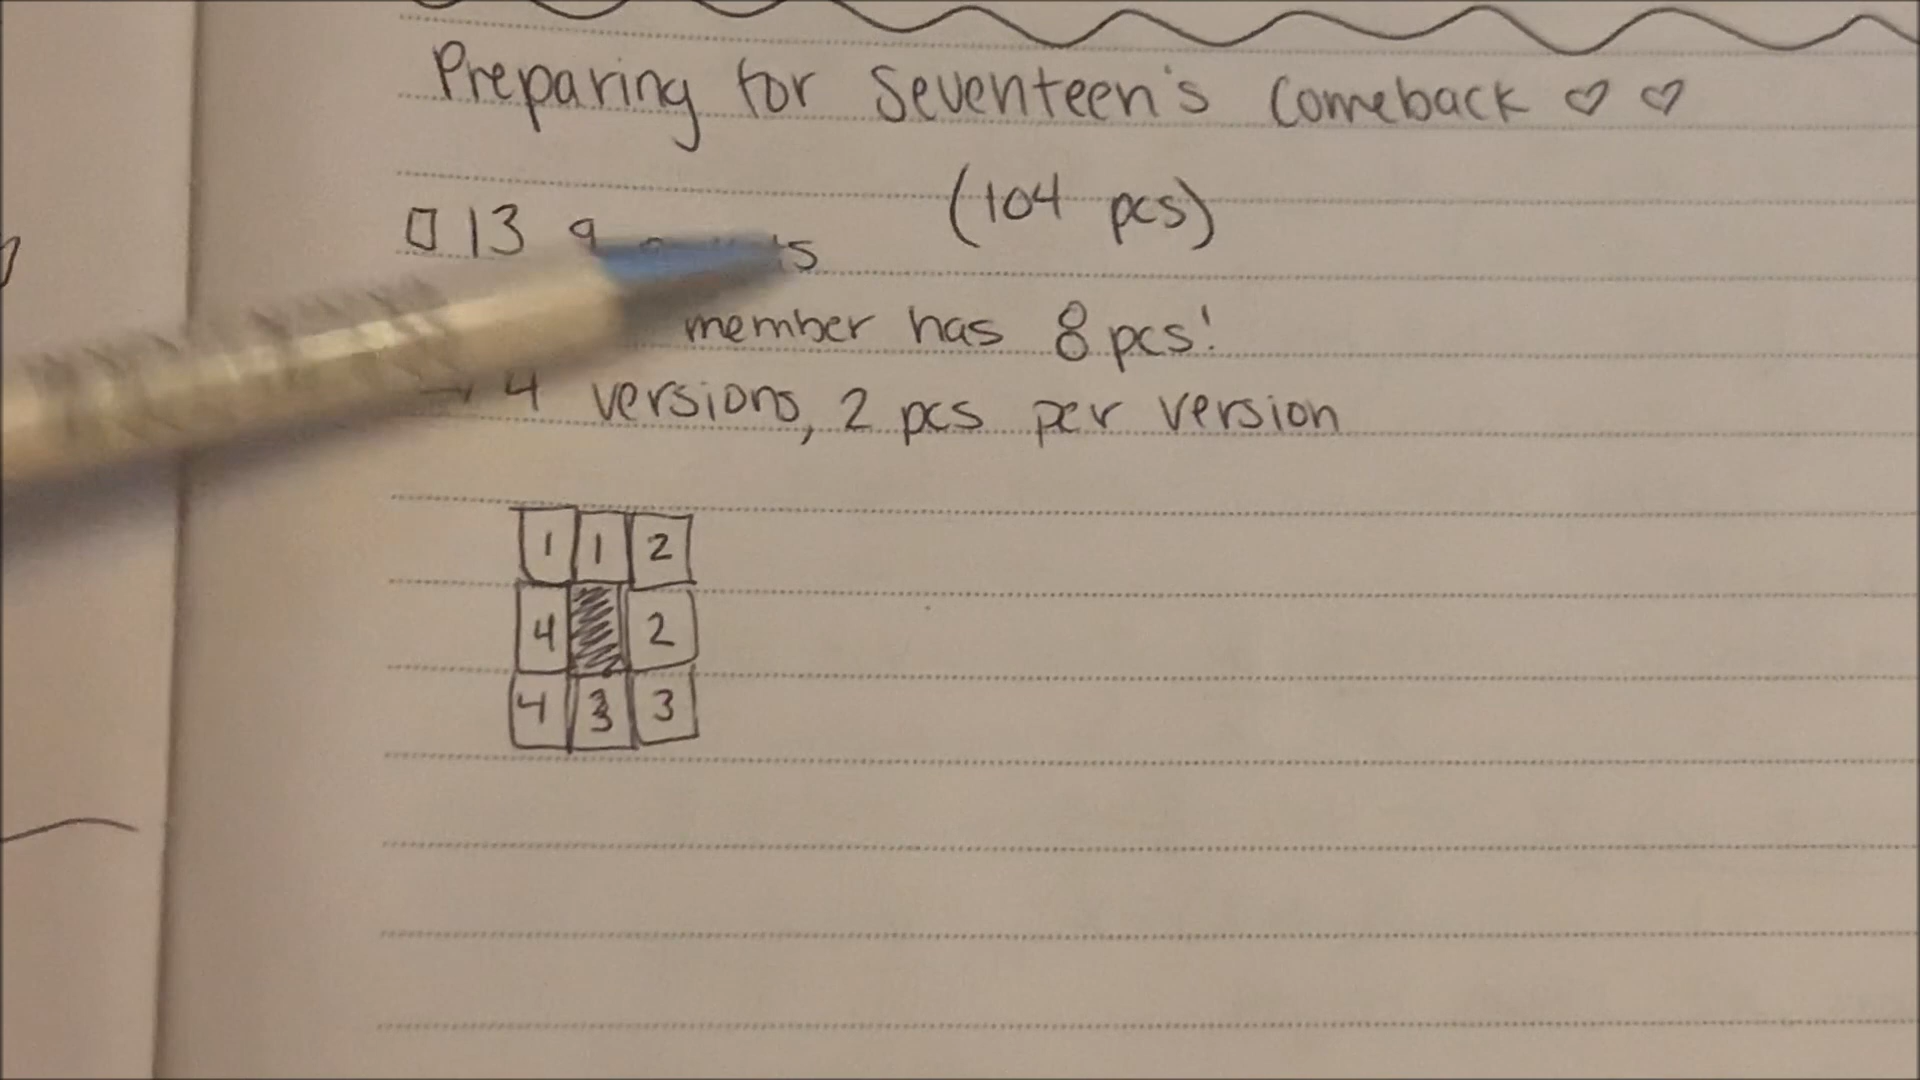 Preparing for Seventeen's Comeback ♡ ♡
(104 pcs)
13
member has 8 pcs!
→ 4 versions, 2 pcs per version
1 1 2
4 2
4 3 3